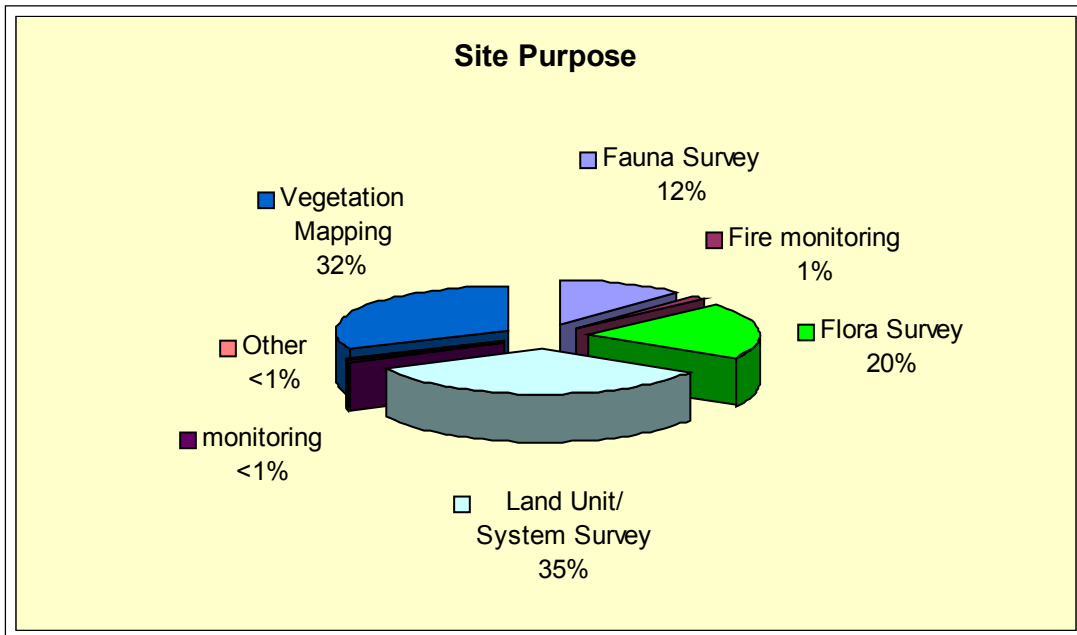 Site Purpose
Fauna Survey
12%
Vegetation
Mapping
32%
Fire monitoring
1%
Flora Survey
20%
Other
<1%
monitoring
<1%
Land Unit/
System Survey
35%